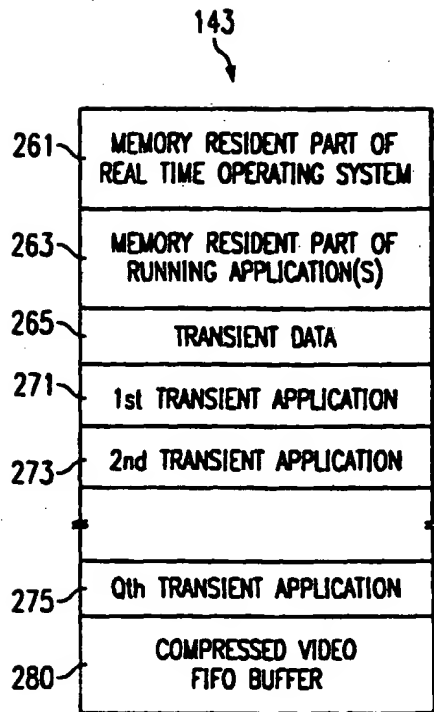 143
261
MEMORY RESIDENT PART OF
REAL TIME OPERATING SYSTEM
263
MEMORY RESIDENT PART OF
RUNNING APPLICATION(S)
265
TRANSIENT DATA
271
1st TRANSIENT APPLICATION
273
2nd TRANSIENT APPLICATION
275
Qth TRANSIENT APPLICATION
280
COMPRESSED VIDEO
FIFO BUFFER